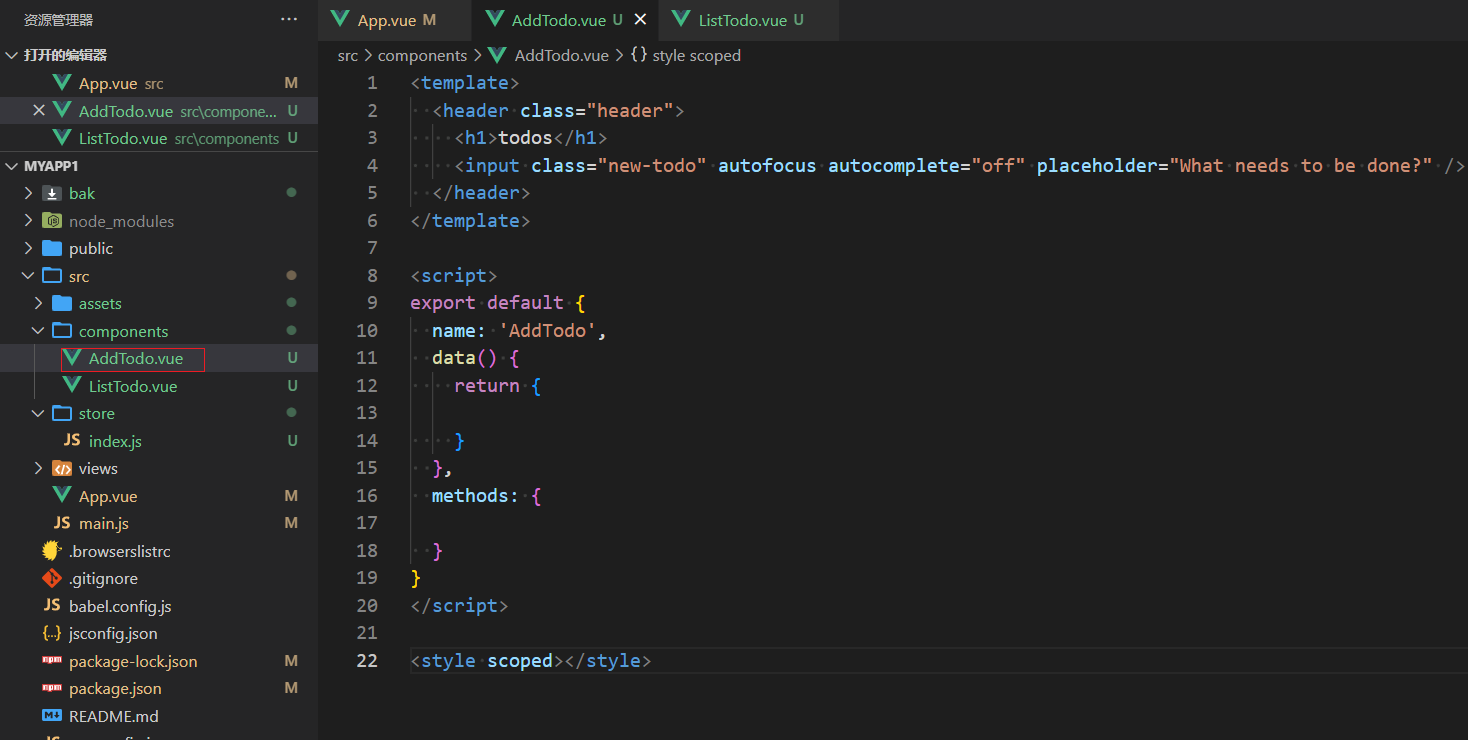 资源管理器 ···
打开的编辑器
App.vue src M
AddTodo.vue src\compone... U
ListTodo.vue src\components U
MYAPP1
bak
node_modules
public
src
assets
components
AddTodo.vue U
ListTodo.vue U
store
JS index.js U
views
App.vue M
JS main.js M
.browserslistrc
.gitignore
JS babel.config.js
{..} jsconfig.json
npm package-lock.json M
npm package.json M
README.md
App.vue M AddTodo.vue U ListTodo.vue U
src > components > AddTodo.vue > {} style scoped
1 <template>
2 <header class="header">
3 <h1>todos</h1>
4 <input class="new-todo" autofocus autocomplete="off" placeholder="What needs to be done?" />
5 </header>
6 </template>
7
8 <script>
9 export default {
10 name: 'AddTodo',
11 data() {
12 return {
13
14 }
15 },
16 methods: {
17
18 }
19 }
20 </script>
21
22 <style scoped></style>